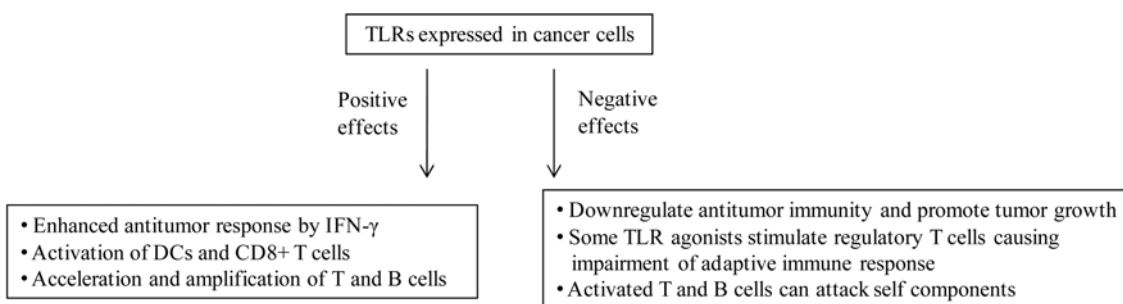 TLRs expressed in cancer cells
Positive
effects
Negative
effects
• Enhanced antitumor response by IFN-γ
• Activation of DCs and CD8+ T cells
• Acceleration and amplification of T and B cells
• Downregulate antitumor immunity and promote tumor growth
• Some TLR agonists stimulate regulatory T cells causing
impairment of adaptive immune response
• Activated T and B cells can attack self components